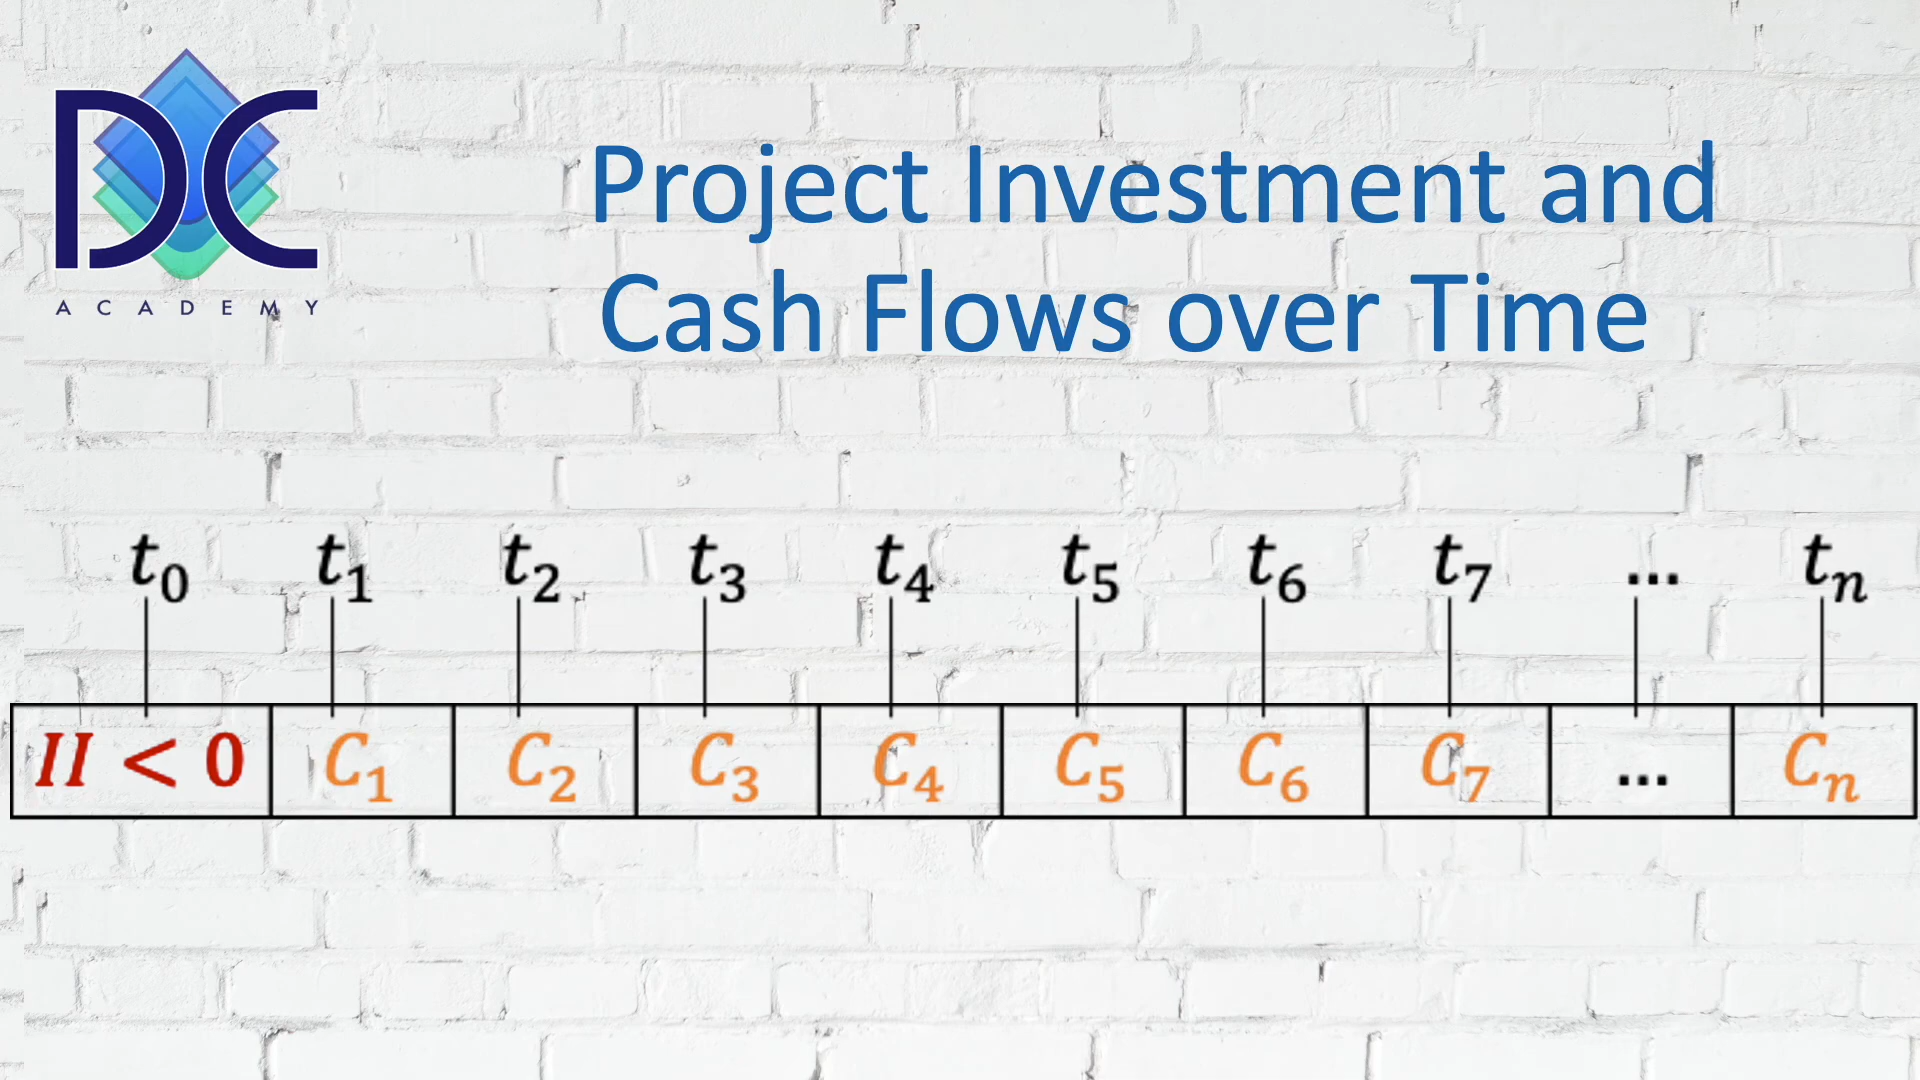 DC
ACADEMY
Project Investment and
Cash Flows over Time
t₀ t₁ t₂ t₃ t₄ t₅ t₆ t₇ ... tₙ
II < 0 C₁ C₂ C₃ C₄ C₅ C₆ C₇ ... Cₙ